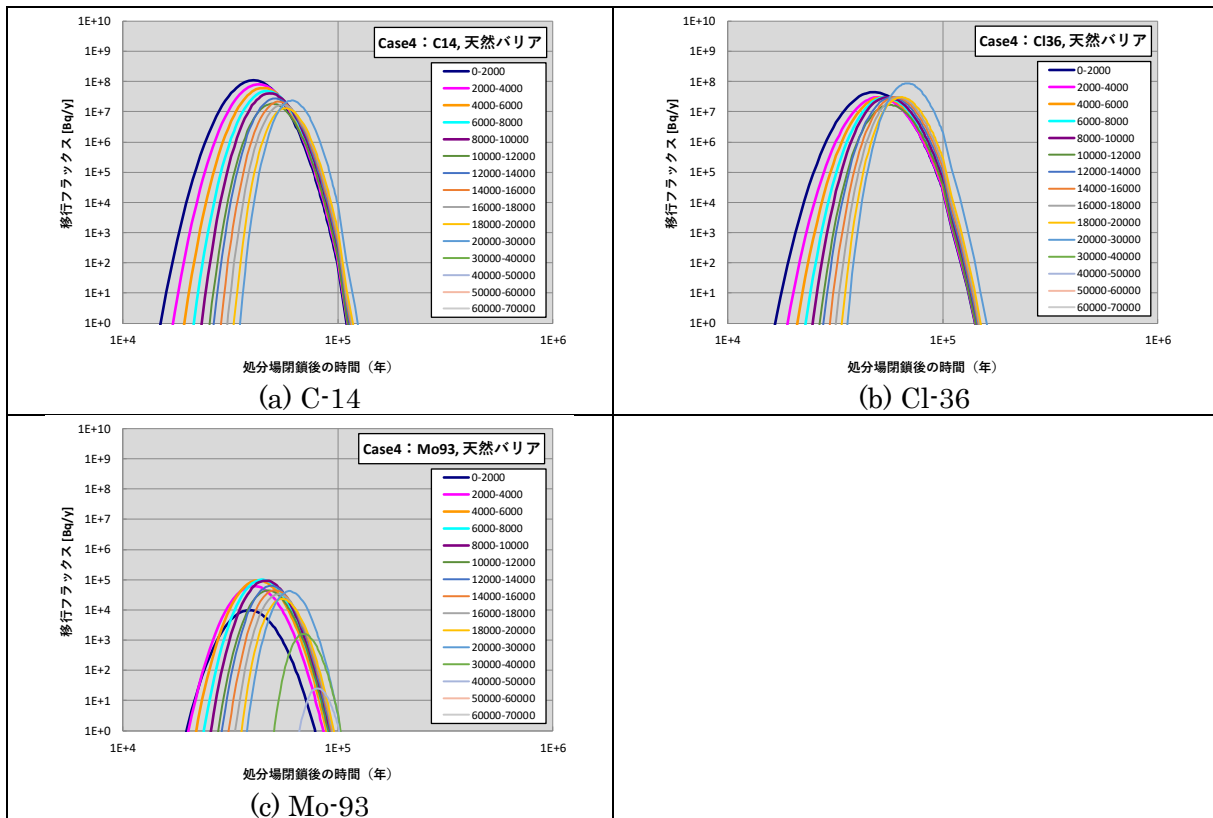 Case4：C14, 天然バリア
移行フラックス [Bq/y]
1E+10
1E+9
1E+8
1E+7
1E+6
1E+5
1E+4
1E+3
1E+2
1E+1
1E+0
0-2000
2000-4000
4000-6000
6000-8000
8000-10000
10000-12000
12000-14000
14000-16000
16000-18000
18000-20000
20000-30000
30000-40000
40000-50000
50000-60000
60000-70000
1E+4 1E+5 1E+6
処分場閉鎖後の時間（年）
(a) C-14
Case4：Cl36, 天然バリア
移行フラックス [Bq/y]
1E+10
1E+9
1E+8
1E+7
1E+6
1E+5
1E+4
1E+3
1E+2
1E+1
1E+0
0-2000
2000-4000
4000-6000
6000-8000
8000-10000
10000-12000
12000-14000
14000-16000
16000-18000
18000-20000
20000-30000
30000-40000
40000-50000
50000-60000
60000-70000
1E+4 1E+5 1E+6
処分場閉鎖後の時間（年）
(b) Cl-36
Case4：Mo93, 天然バリア
移行フラックス [Bq/y]
1E+10
1E+9
1E+8
1E+7
1E+6
1E+5
1E+4
1E+3
1E+2
1E+1
1E+0
0-2000
2000-4000
4000-6000
6000-8000
8000-10000
10000-12000
12000-14000
14000-16000
16000-18000
18000-20000
20000-30000
30000-40000
40000-50000
50000-60000
60000-70000
1E+4 1E+5 1E+6
処分場閉鎖後の時間（年）
(c) Mo-93